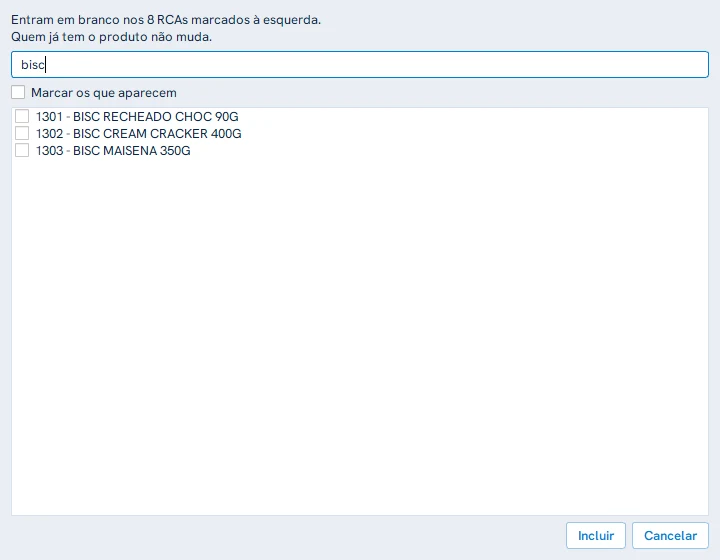 Entram em branco nos 8 RCAs marcados à esquerda.
Quem já tem o produto não muda.
bisc
Marcar os que aparecem
1301 - BISC RECHEADO CHOC 90G
1302 - BISC CREAM CRACKER 400G
1303 - BISC MAISENA 350G
Incluir
Cancelar